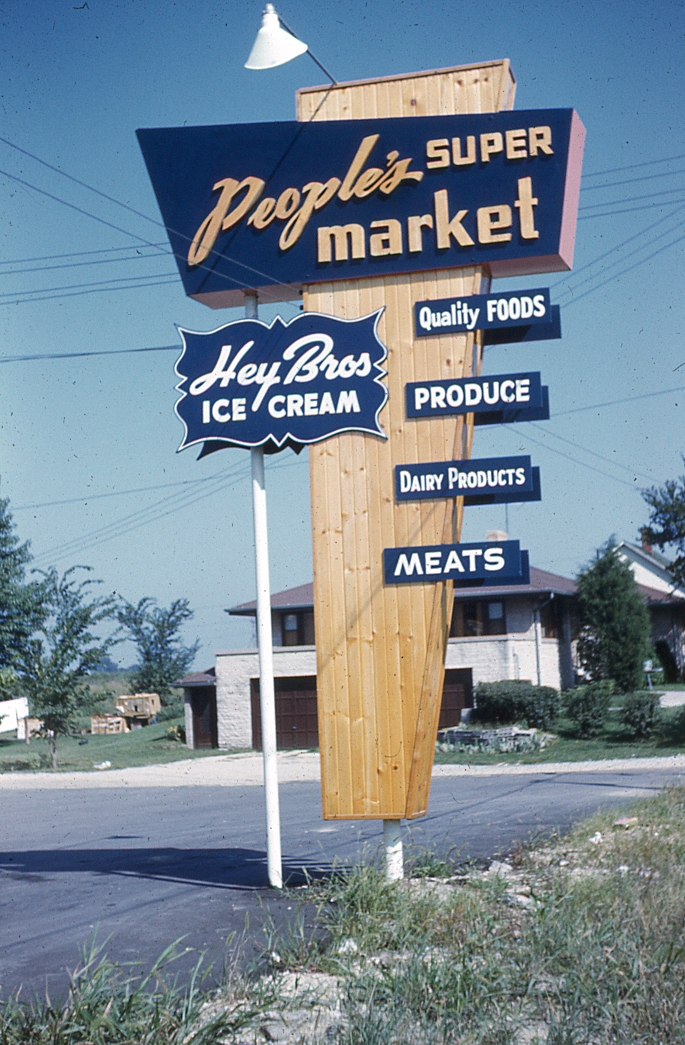 People's SUPER
market
Quality FOODS
Hey Bros
ICE CREAM
PRODUCE
DAIRY PRODUCTS
MEATS